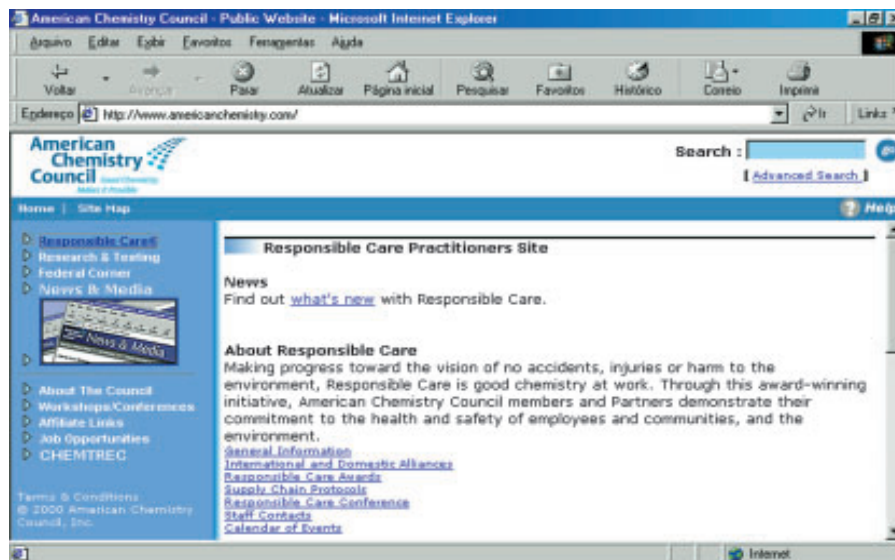 American Chemistry Council - Public Website - Microsoft Internet Explorer
Arquivo Editar Exibir Favoritos Ferragentas Ajuda
Voltar Avançar Parar Atualizar Página inicial Pesquisar Favoritos Histórico Correio Imprimir
Endereço http://www.americanchemistry.com/ Ir Links
American
Chemistry
Council
Good Chemistry
Makes It Possible
Search :
[ Advanced Search ]
Home | Site Map
Help
Responsible Care®
Research & Testing
Federal Corner
News & Media
News & Media
About The Council
Workshops/Conferences
Affiliate Links
Job Opportunities
CHEMTREC
Terms & Conditions
© 2000 American Chemistry
Council, Inc.
Responsible Care Practitioners Site
News
Find out what's new with Responsible Care.
About Responsible Care
Making progress toward the vision of no accidents, injuries or harm to the
environment, Responsible Care is good chemistry at work. Through this award-winning
initiative, American Chemistry Council members and Partners demonstrate their
commitment to the health and safety of employees and communities, and the
environment.
General Information
International and Domestic Alliances
Responsible Care Awards
Supply Chain Protocols
Responsible Care Conference
Staff Contacts
Calendar of Events
Internet